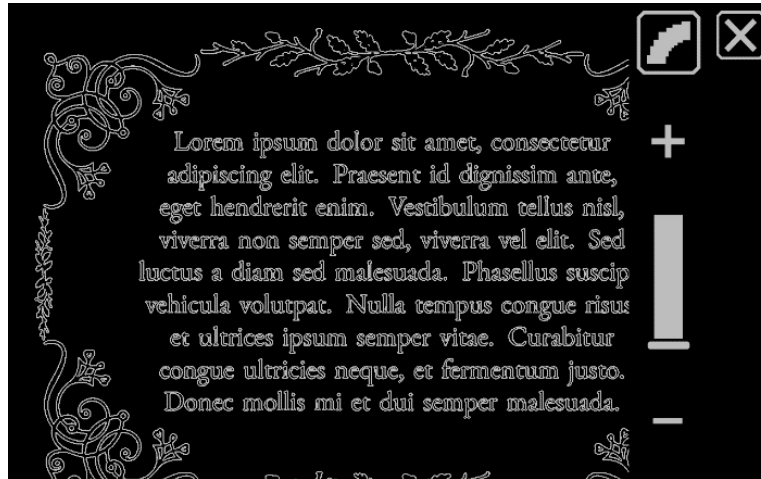 Lorem ipsum dolor sit amet, consectetur
adipiscing elit. Praesent id dignissim ante,
eget hendrerit enim. Vestibulum tellus nisl,
viverra non semper sed, viverra vel elit. Sed
luctus a diam sed malesuada. Phasellus suscip
vehicula volutpat. Nulla tempus congue risus
et ultrices ipsum semper vitae. Curabitur
congue ultricies neque, et fermentum justo.
Donec mollis mi et dui semper malesuada.